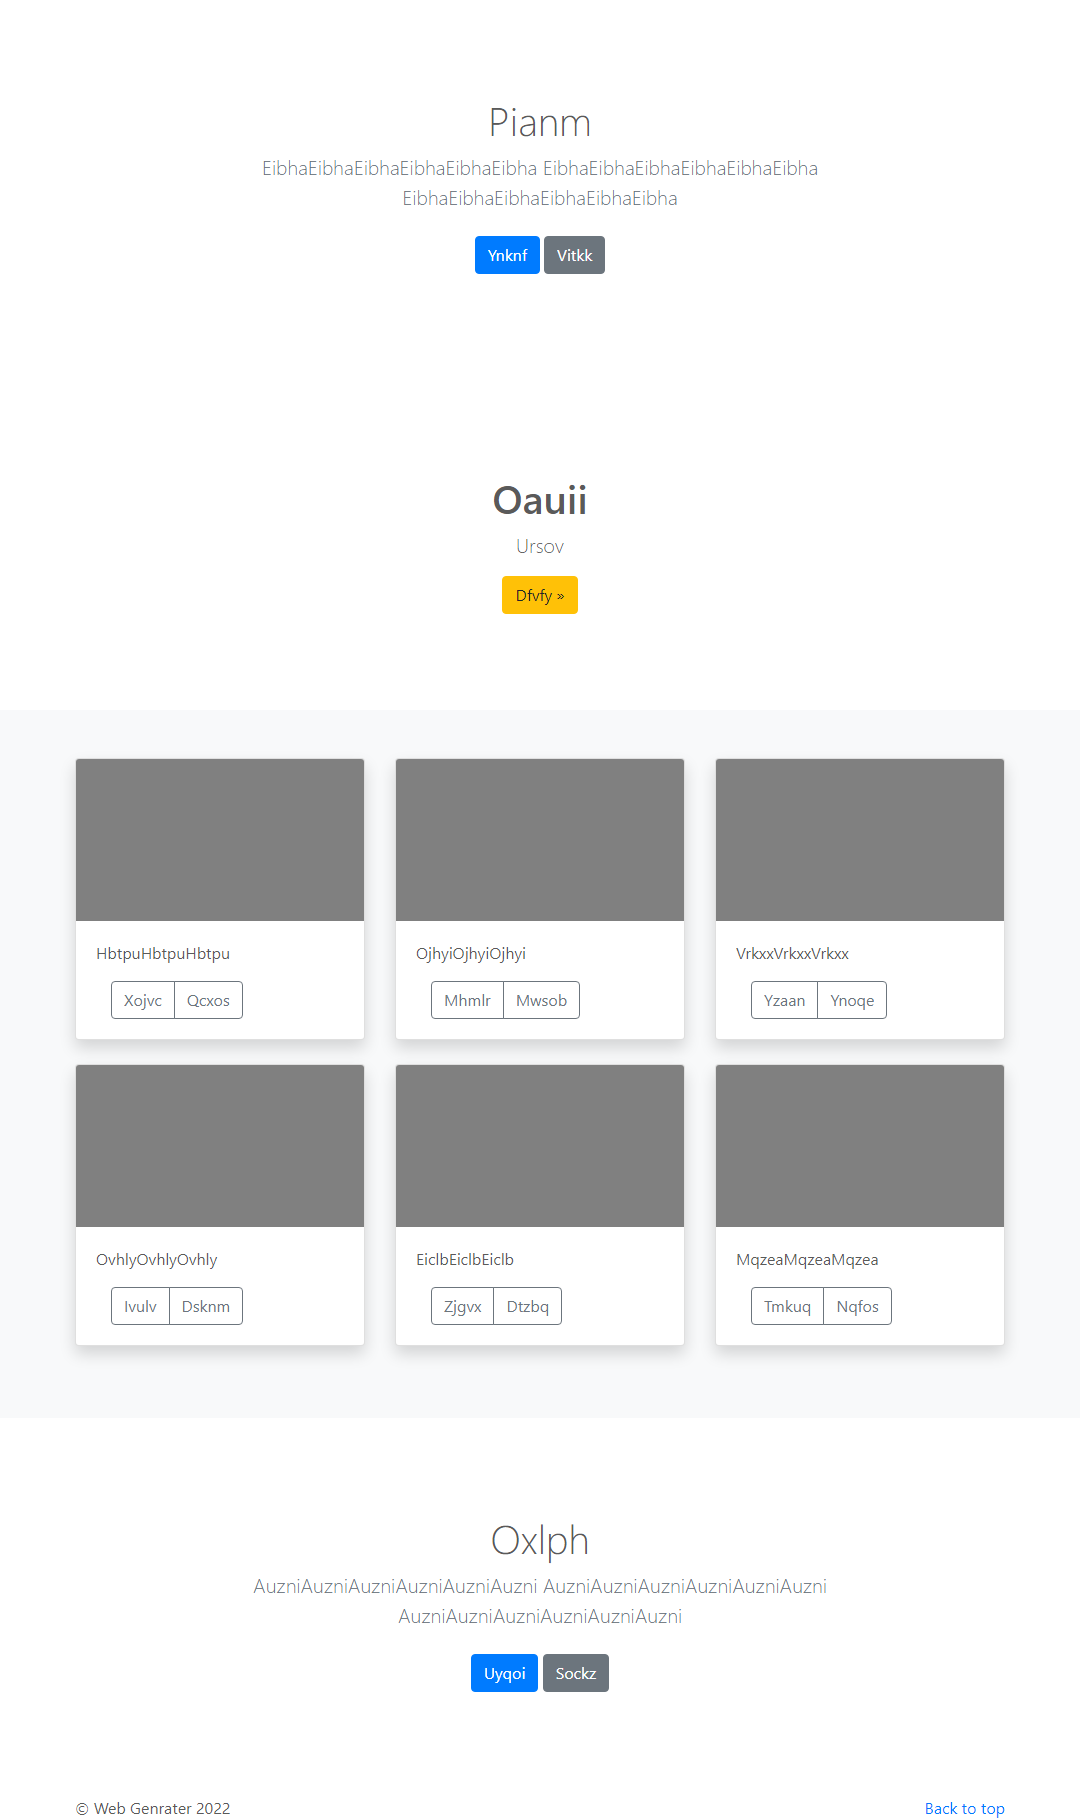 Pianm
EibhaEibhaEibhaEibhaEibhaEibha EibhaEibhaEibhaEibhaEibhaEibha
EibhaEibhaEibhaEibhaEibhaEibha
Ynknf Vitkk
Oauii
Ursov
Dfvfy »
HbtpuHbtpuHbtpu OjhyiOjhyiOjhyi VrkxxVrkxxVrkxx
Xojvc Qcxos Mhmlr Mwsob Yzaan Ynoqe
OvhlyOvhlyOvhly EiclbEiclbEiclb MqzeaMqzeaMqzea
Ivulv Dsknm Zjgvx Dtzbq Tmkuq Nqfos
Oxlph
AuzniAuzniAuzniAuzniAuzniAuzni AuzniAuzniAuzniAuzniAuzniAuzni
AuzniAuzniAuzniAuzniAuzniAuzni
Uyqoi Sockz
© Web Genrater 2022 Back to top